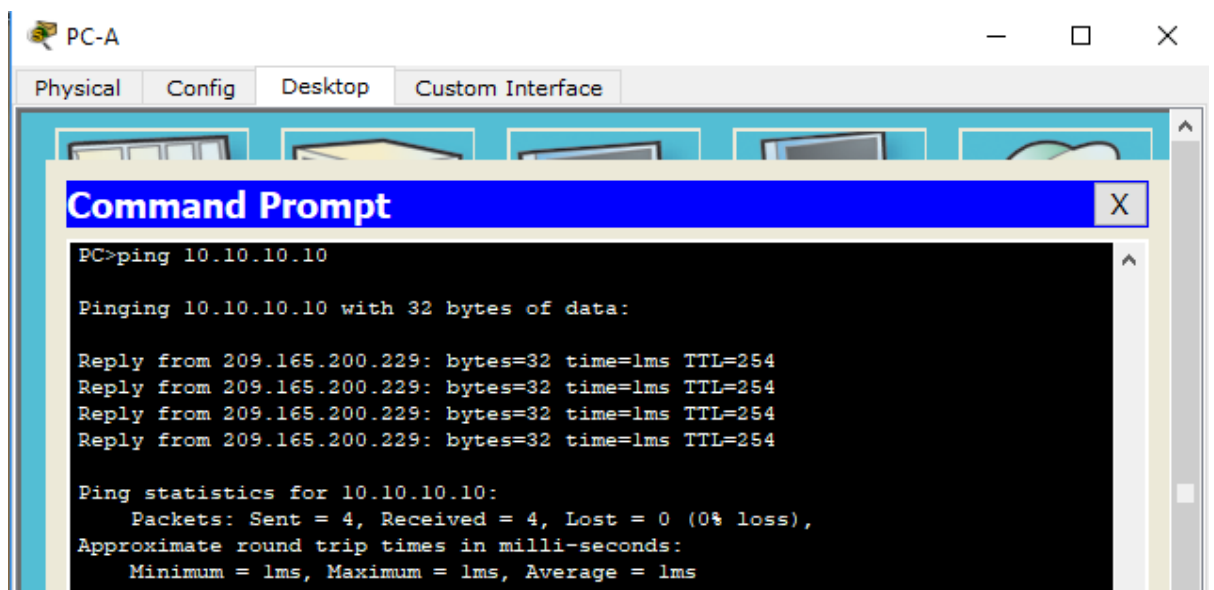 PC-A
Physical Config Desktop Custom Interface
Command Prompt X
PC>ping 10.10.10.10
Pinging 10.10.10.10 with 32 bytes of data:
Reply from 209.165.200.229: bytes=32 time=1ms TTL=254
Reply from 209.165.200.229: bytes=32 time=1ms TTL=254
Reply from 209.165.200.229: bytes=32 time=1ms TTL=254
Reply from 209.165.200.229: bytes=32 time=1ms TTL=254
Ping statistics for 10.10.10.10:
Packets: Sent = 4, Received = 4, Lost = 0 (0% loss),
Approximate round trip times in milli-seconds:
Minimum = 1ms, Maximum = 1ms, Average = 1ms